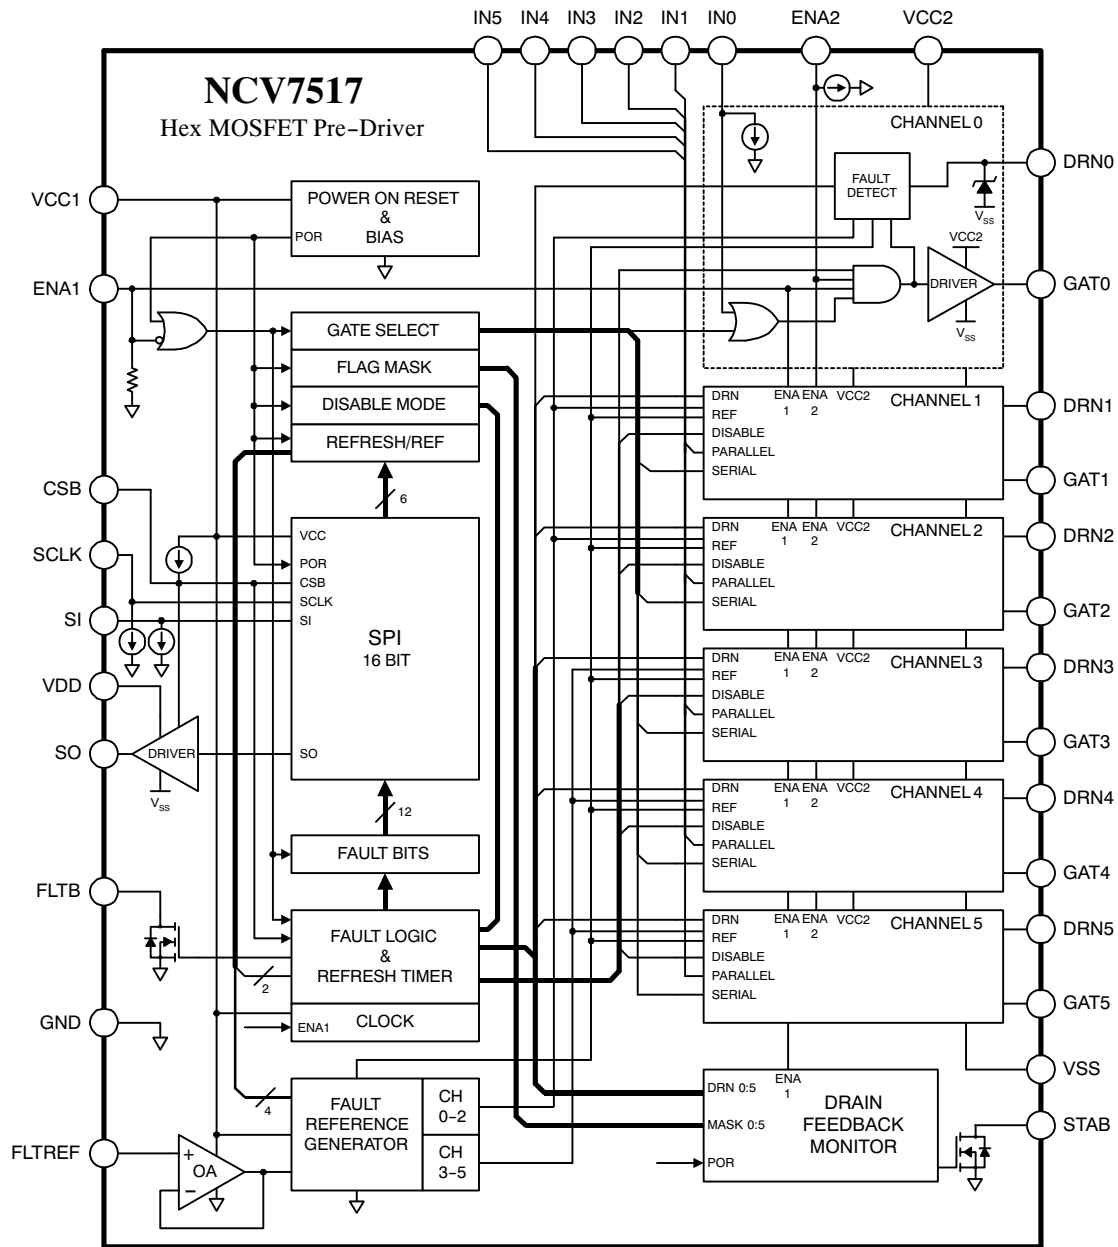 IN5 IN4 IN3 IN2 IN1 IN0 ENA2 VCC2
NCV7517
Hex MOSFET Pre-Driver
CHANNEL 0
FAULT
DETECT
DRN0
VSS
VCC2
DRIVER
VSS
GAT0
VCC1
POWER ON RESET
&
BIAS
POR
ENA1
GATE SELECT
FLAG MASK
DISABLE MODE
REFRESH/REF
6
CSB
SCLK
SI
VDD
SO
DRIVER
VSS
VCC
POR
CSB
SCLK
SI
SPI
16 BIT
SO
12
FAULT BITS
FLTB
FAULT LOGIC
&
REFRESH TIMER
2
GND
ENA1
CLOCK
4
FAULT
REFERENCE
GENERATOR
CH
0-2
CH
3-5
FLTREF
+
OA
−
DRN
REF
DISABLE
PARALLEL
SERIAL
ENA
1
ENA
2
VCC2
CHANNEL 1
DRN1
GAT1
DRN
REF
DISABLE
PARALLEL
SERIAL
ENA
1
ENA
2
VCC2
CHANNEL 2
DRN2
GAT2
DRN
REF
DISABLE
PARALLEL
SERIAL
ENA
1
ENA
2
VCC2
CHANNEL 3
DRN3
GAT3
DRN
REF
DISABLE
PARALLEL
SERIAL
ENA
1
ENA
2
VCC2
CHANNEL 4
DRN4
GAT4
DRN
REF
DISABLE
PARALLEL
SERIAL
ENA
1
ENA
2
VCC2
CHANNEL 5
DRN5
GAT5
VSS
DRN 0:5
ENA
1
MASK 0:5
POR
DRAIN
FEEDBACK
MONITOR
STAB